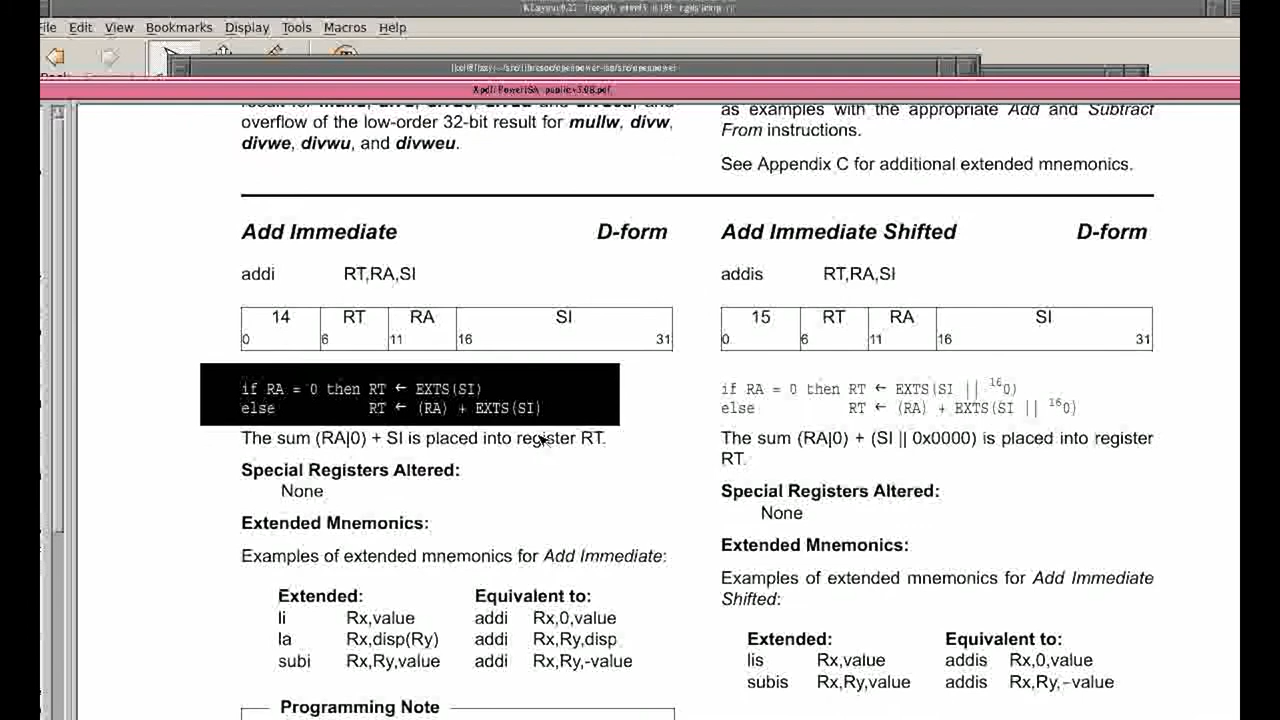 File Edit View Bookmarks Display Tools Macros Help
Xpdf: PowerISA_public.v3.0B.pdf
overflow of the low-order 32-bit result for mullw, divw,
divwe, divwu, and divweu.
as examples with the appropriate Add and Subtract
From instructions.
See Appendix C for additional extended mnemonics.
Add Immediate D-form
addi RT,RA,SI
14 RT RA SI
0 6 11 16 31
if RA = 0 then RT ← EXTS(SI)
else RT ← (RA) + EXTS(SI)
The sum (RA|0) + SI is placed into register RT.
Special Registers Altered:
None
Extended Mnemonics:
Examples of extended mnemonics for Add Immediate:
Extended: Equivalent to:
li Rx,value addi Rx,0,value
la Rx,disp(Ry) addi Rx,Ry,disp
subi Rx,Ry,value addi Rx,Ry,-value
Programming Note
Add Immediate Shifted D-form
addis RT,RA,SI
15 RT RA SI
0 6 11 16 31
if RA = 0 then RT ← EXTS(SI || ¹⁶0)
else RT ← (RA) + EXTS(SI || ¹⁶0)
The sum (RA|0) + (SI || 0x0000) is placed into register
RT.
Special Registers Altered:
None
Extended Mnemonics:
Examples of extended mnemonics for Add Immediate
Shifted:
Extended: Equivalent to:
lis Rx,value addis Rx,0,value
subis Rx,Ry,value addis Rx,Ry,-value